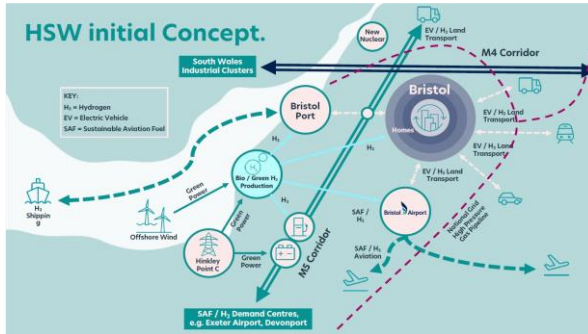 HSW initial Concept.
New
Nuclear
EV / H₂ Land
Transport
M4 Corridor
South Wales
Industrial Clusters
KEY:
H₂ = Hydrogen
EV = Electric Vehicle
SAF = Sustainable Aviation Fuel
Bristol
Port
Bristol
Homes
EV / H₂ Land
Transport
EV / H₂ Land
Transport
EV / H₂ Land
Transport
H₂
H₂
H₂
Bio / Green H₂
Production
Green
Power
H₂
Shippin
g
Offshore Wind
Green
Power
Hinkley
Point C
Green
Power
M5 Corridor
SAF /
H₂
Bristol Airport
National Grid
High Pressure
Gas Pipeline
SAF / H₂
Aviation
SAF / H₂ Demand Centres,
e.g. Exeter Airport, Devonport